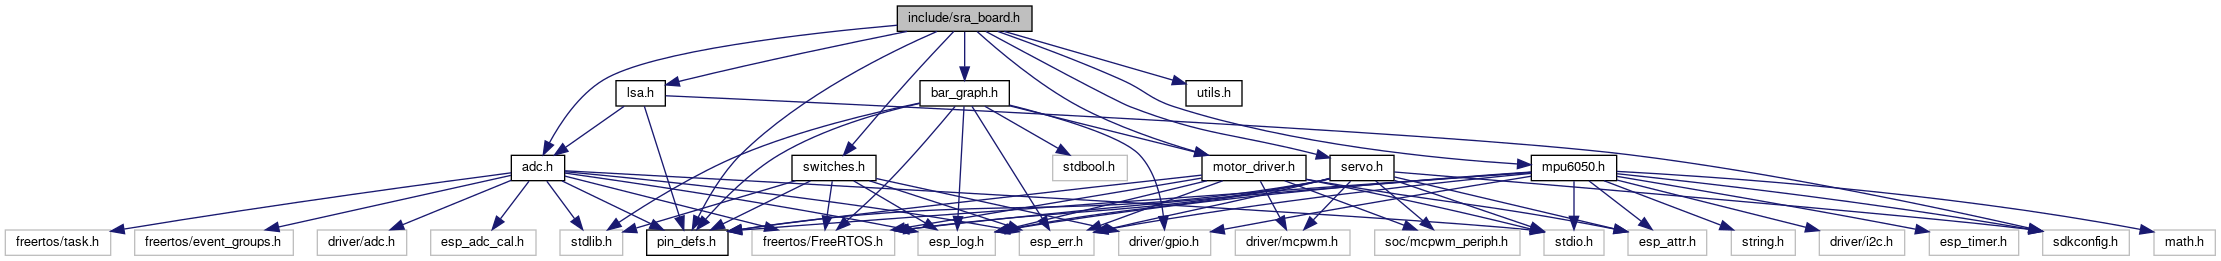 include/sra_board.h
lsa.h
bar_graph.h
utils.h
adc.h
switches.h
stdbool.h
motor_driver.h
servo.h
mpu6050.h
freertos/task.h
freertos/event_groups.h
driver/adc.h
esp_adc_cal.h
stdlib.h
pin_defs.h
freertos/FreeRTOS.h
esp_log.h
esp_err.h
driver/gpio.h
driver/mcpwm.h
soc/mcpwm_periph.h
stdio.h
esp_attr.h
string.h
driver/i2c.h
esp_timer.h
sdkconfig.h
math.h